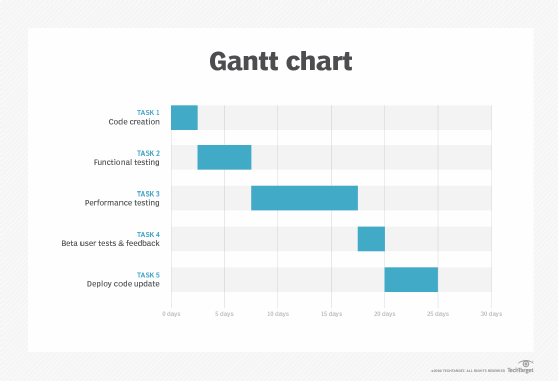 Gantt chart
TASK 1
Code creation
TASK 2
Functional testing
TASK 3
Performance testing
TASK 4
Beta user tests & feedback
TASK 5
Deploy code update
0 days 5 days 10 days 15 days 20 days 25 days 30 days
TechTarget